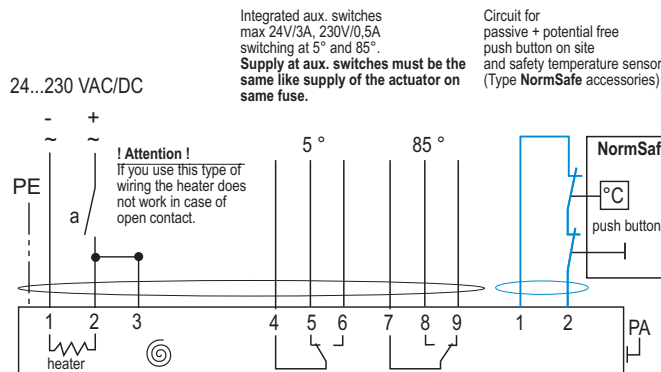 Integrated aux. switches
max 24V/3A, 230V/0,5A
switching at 5° and 85°.
Supply at aux. switches must be the
same like supply of the actuator on
same fuse.
Circuit for
passive + potential free
push button on site
and safety temperature sensor
(Type NormSafe accessories)
24...230 VAC/DC
- +
~ ~
! Attention !
If you use this type of
wiring the heater does
not work in case of
open contact.
5 °
85 °
NormSaf
°C
push button
PE
a
1 2 3 4 5 6 7 8 9 1 2
PA
heater